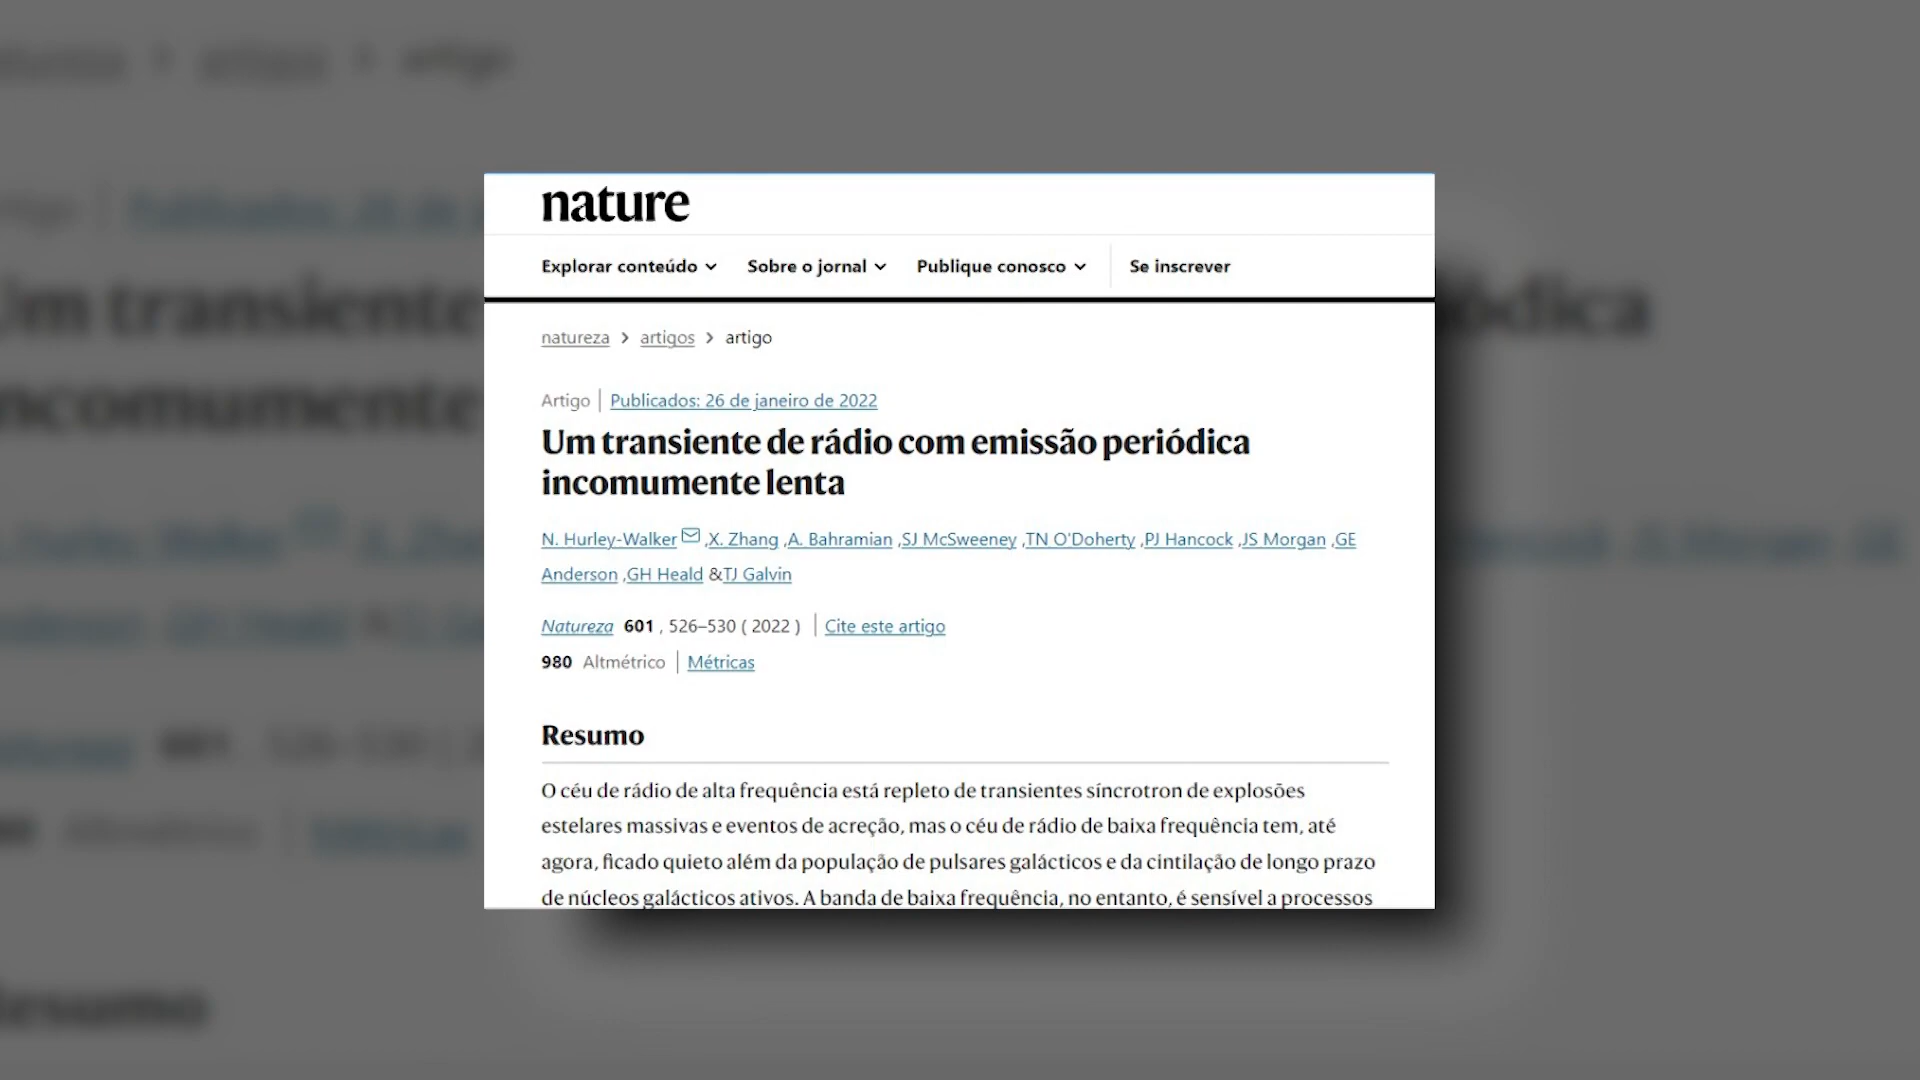 nature
Explorar conteúdo Sobre o jornal Publique conosco Se inscrever
natureza > artigos > artigo
Artigo | Publicados: 26 de janeiro de 2022
Um transiente de rádio com emissão periódica
incomumente lenta
N. Hurley-Walker ,X. Zhang ,A. Bahramian ,SJ McSweeney ,TN O'Doherty ,PJ Hancock ,JS Morgan ,GE
Anderson ,GH Heald &TJ Galvin
Natureza 601 , 526–530 ( 2022 ) | Cite este artigo
980 Altmétrico | Métricas
Resumo
O céu de rádio de alta frequência está repleto de transientes síncrotron de explosões
estelares massivas e eventos de acreção, mas o céu de rádio de baixa frequência tem, até
agora, ficado quieto além da população de pulsares galácticos e da cintilação de longo prazo
de núcleos galácticos ativos. A banda de baixa frequência, no entanto, é sensível a processos